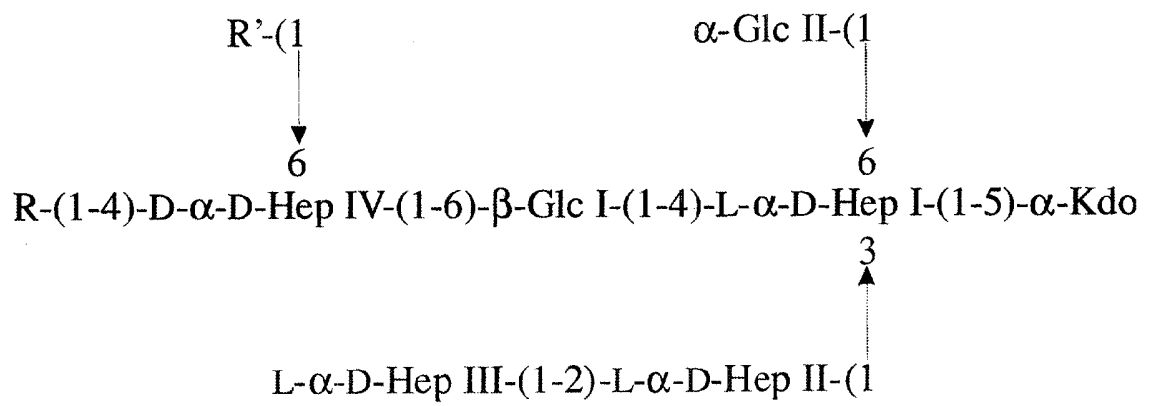 R’-(1 α-Glc II-(1
6 6
R-(1-4)-D-α-D-Hep IV-(1-6)-β-Glc I-(1-4)-L-α-D-Hep I-(1-5)-α-Kdo
3
L-α-D-Hep III-(1-2)-L-α-D-Hep II-(1